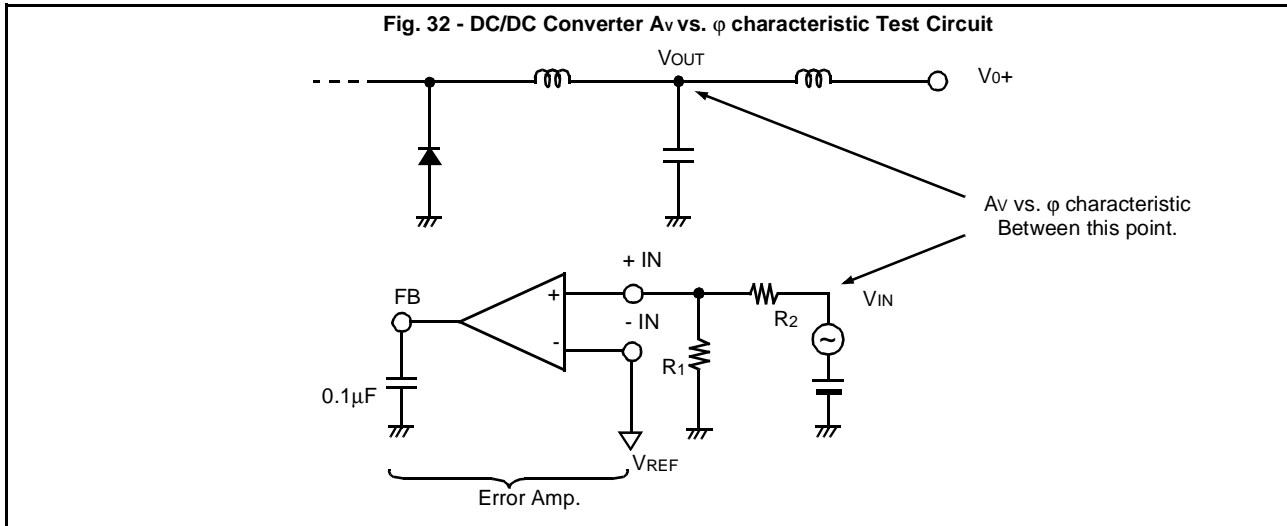 Fig. 32 - DC/DC Converter AV vs. φ characteristic Test Circuit
VOUT
V0+
AV vs. φ characteristic
Between this point.
+ IN
FB
+
VIN
R2
- IN
-
~
R1
0.1µF
VREF
Error Amp.